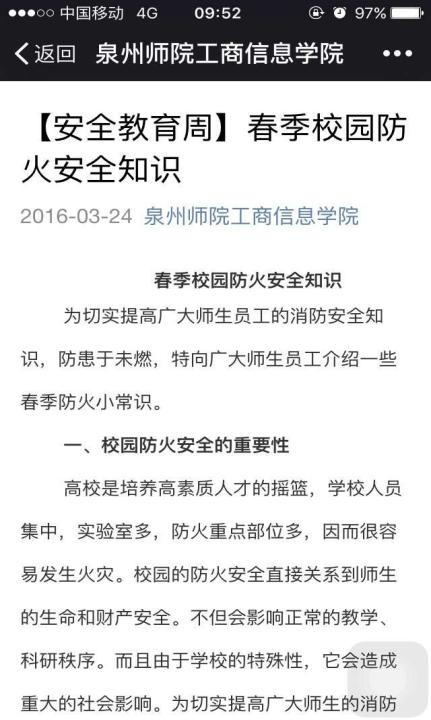 中国移动 4G 09:52 97%
返回 泉州师院工商信息学院
【安全教育周】春季校园防
火安全知识
2016-03-24 泉州师院工商信息学院
春季校园防火安全知识
为切实提高广大师生员工的消防安全知
识，防患于未燃，特向广大师生员工介绍一些
春季防火小常识。
一、校园防火安全的重要性
高校是培养高素质人才的摇篮，学校人员
集中，实验室多，防火重点部位多，因而很容
易发生火灾。校园的防火安全直接关系到师生
的生命和财产安全。不但会影响正常的教学、
科研秩序。而且由于学校的特殊性，它会造成
重大的社会影响。为切实提高广大师生的消防